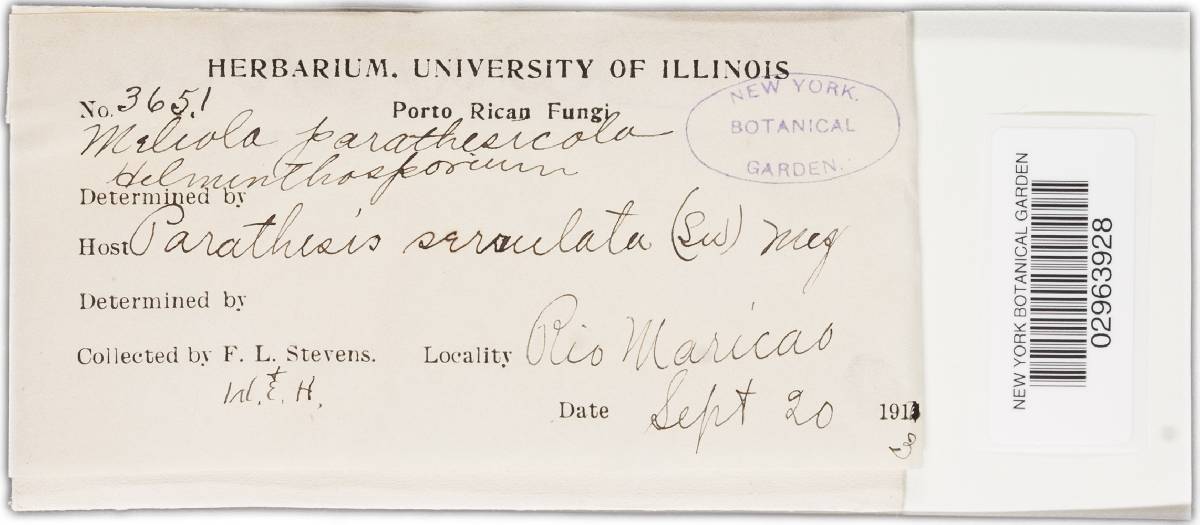 HERBARIUM. UNIVERSITY OF ILLINOIS
No. 3651
Porto Rican Fungi
NEW YORK
BOTANICAL
GARDEN.
Meliola parathesicola
Helminthosporium
Determined by
Host Parathesis serrulata (Sw) Mez
Determined by
Collected by F. L. Stevens. Locality Rio Maricao
W. & H.
Date Sept 20 191
3
NEW YORK BOTANICAL GARDEN
02963928